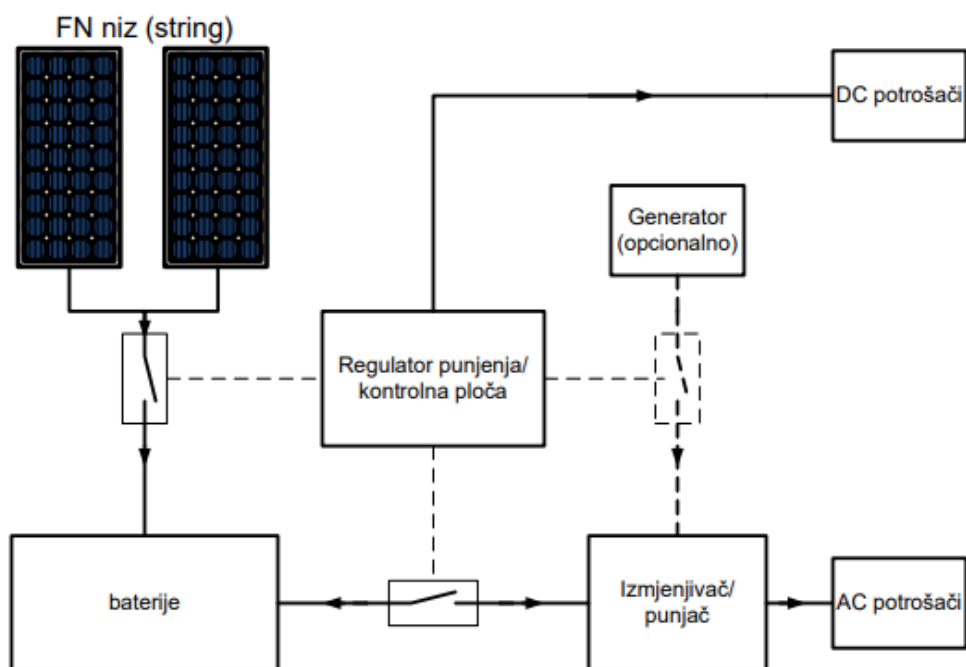 FN niz (string)
DC potrošači
Generator
(opcionalno)
Regulator punjenja/
kontrolna ploča
baterije
Izmjenjivač/
punjač
AC potrošači